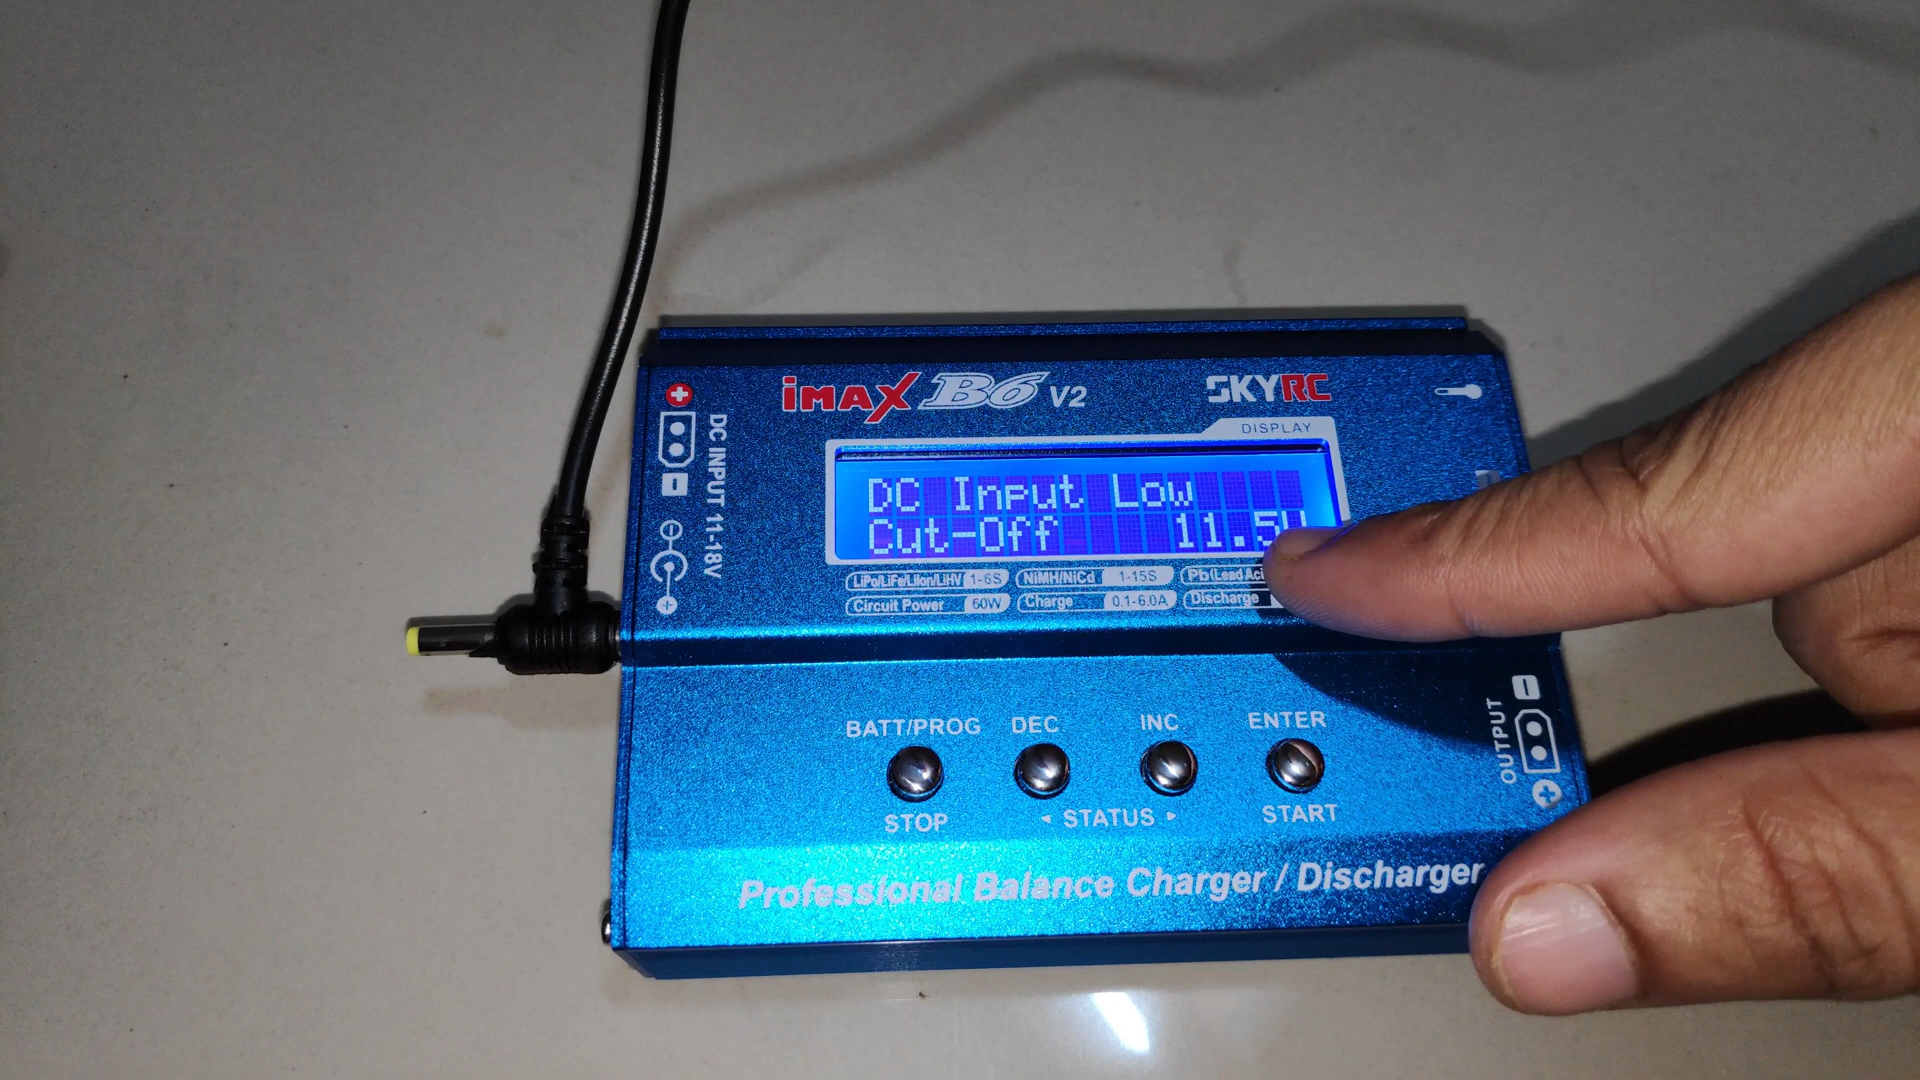 iMAX B6 V2
SKYRC
DISPLAY
DC INPUT 11-18V
DC Input Low
Cut-Off 11.5V
LiPo/LiFe/LiIon/LiHV 1-6S NiMH/NiCd 1-15S Pb(Lead
Circuit Power 60W Charge 0.1-6.0A Discharge
BATT/PROG DEC INC ENTER
STOP ◄ STATUS ► START
OUTPUT
Professional Balance Charger / Discharger